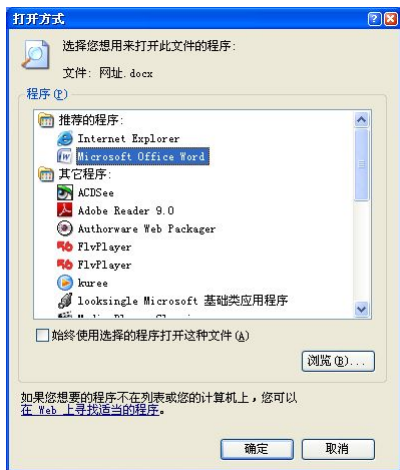 打开方式
选择您想用来打开此文件的程序:
文件: 网址.docx
程序(P)
推荐的程序:
Internet Explorer
Microsoft Office Word
其它程序:
ACDSee
Adobe Reader 9.0
Authorware Web Packager
FlvPlayer
FlvPlayer
kuree
looksingle Microsoft 基础类应用程序
始终使用选择的程序打开这种文件(A)
浏览(B)...
如果您想要的程序不在列表或您的计算机上，您可以
在 Web 上寻找适当的程序。
确定
取消